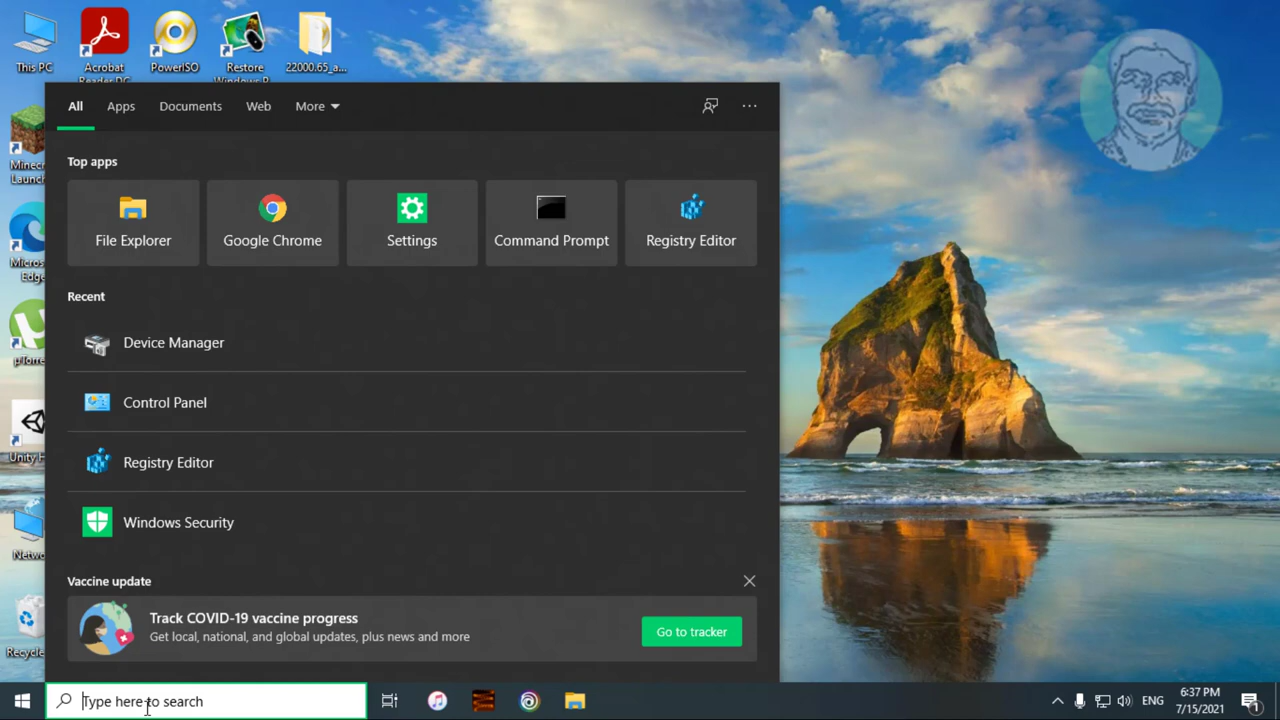 This PC
Acrobat
Reader DC
PowerISO
Restore
22000.65_a...
All
Apps
Documents
Web
More
Top apps
File Explorer
Google Chrome
Settings
Command Prompt
Registry Editor
Recent
Device Manager
Control Panel
Registry Editor
Windows Security
Vaccine update
Track COVID-19 vaccine progress
Get local, national, and global updates, plus news and more
Go to tracker
Type here to search
ENG
6:37 PM
7/15/2021
1